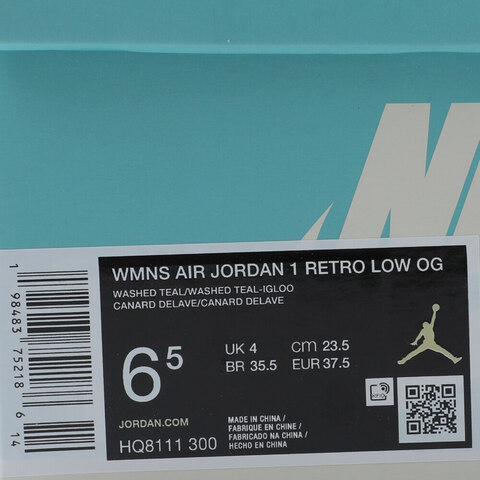 WMNS AIR JORDAN 1 RETRO LOW OG
WASHED TEAL/WASHED TEAL-IGLOO
CANARD DELAVE/CANARD DELAVE
6 5
UK 4 cm 23.5
BR 35.5 EUR 37.5
JORDAN.COM
HQ8111 300
MADE IN CHINA /
FABRIQUE EN CHINE /
FABRICADO NA CHINA /
HECHO EN CHINA
1 98483 75218 6 14